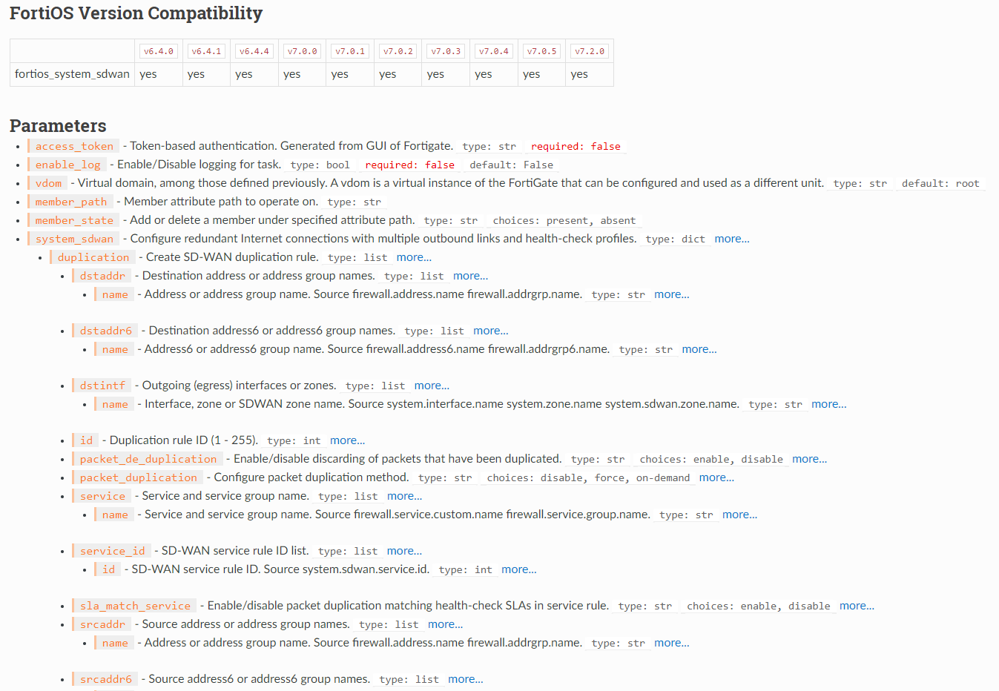 FortiOS Version Compatibility
v6.4.0 v6.4.1 v6.4.4 v7.0.0 v7.0.1 v7.0.2 v7.0.3 v7.0.4 v7.0.5 v7.2.0
fortios_system_sdwan yes yes yes yes yes yes yes yes yes yes
Parameters
access_token - Token-based authentication. Generated from GUI of Fortigate. type: str required: false
enable_log - Enable/Disable logging for task. type: bool required: false default: False
vdom - Virtual domain, among those defined previously. A vdom is a virtual instance of the FortiGate that can be configured and used as a different unit. type: str default: root
member_path - Member attribute path to operate on. type: str
member_state - Add or delete a member under specified attribute path. type: str choices: present, absent
system_sdwan - Configure redundant Internet connections with multiple outbound links and health-check profiles. type: dict more...
duplication - Create SD-WAN duplication rule. type: list more...
dstaddr - Destination address or address group names. type: list more...
name - Address or address group name. Source firewall.address.name firewall.addrgrp.name. type: str more...
dstaddr6 - Destination address6 or address6 group names. type: list more...
name - Address6 or address6 group name. Source firewall.address6.name firewall.addrgrp6.name. type: str more...
dstintf - Outgoing (egress) interfaces or zones. type: list more...
name - Interface, zone or SDWAN zone name. Source system.interface.name system.zone.name system.sdwan.zone.name. type: str more...
id - Duplication rule ID (1 - 255). type: int more...
packet_de_duplication - Enable/disable discarding of packets that have been duplicated. type: str choices: enable, disable more...
packet_duplication - Configure packet duplication method. type: str choices: disable, force, on-demand more...
service - Service and service group name. type: list more...
name - Service and service group name. Source firewall.service.custom.name firewall.service.group.name. type: str more...
service_id - SD-WAN service rule ID list. type: list more...
id - SD-WAN service rule ID. Source system.sdwan.service.id. type: int more...
sla_match_service - Enable/disable packet duplication matching health-check SLAs in service rule. type: str choices: enable, disable more...
srcaddr - Source address or address group names. type: list more...
name - Address or address group name. Source firewall.address.name firewall.addrgrp.name. type: str more...
srcaddr6 - Source address6 or address6 group names. type: list more...